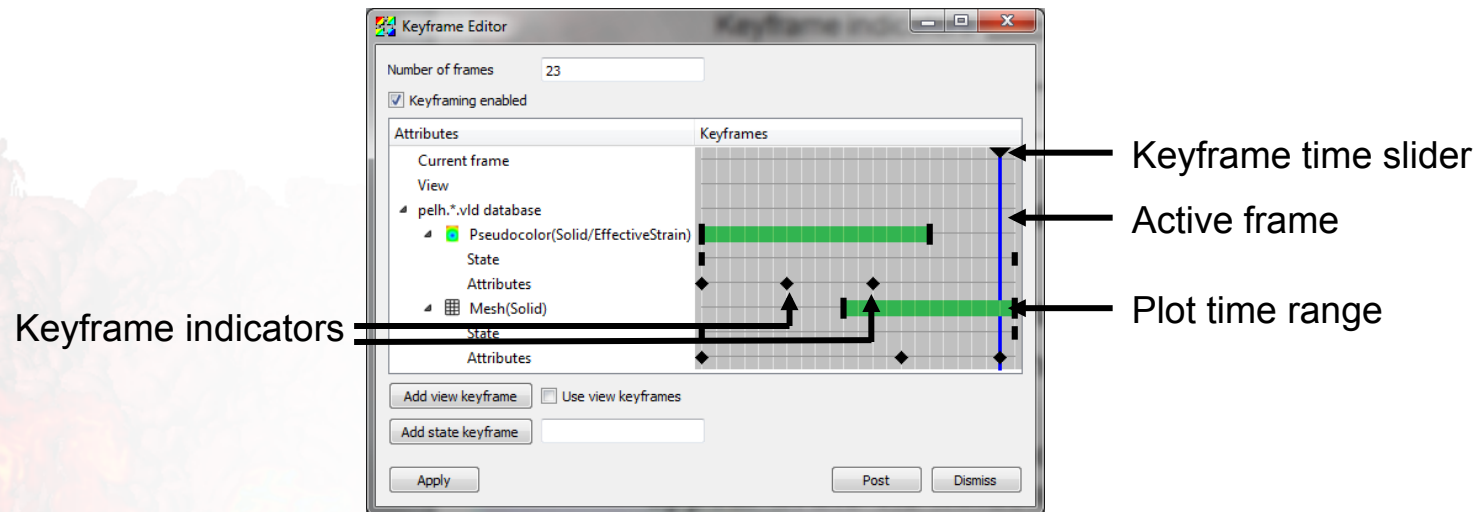 Keyframe Editor
Number of frames 23
Keyframing enabled
Attributes Keyframes
Current frame
View
pelh.*.vld database
Pseudocolor(Solid/EffectiveStrain)
State
Attributes
Mesh(Solid)
State
Attributes
Add view keyframe Use view keyframes
Add state keyframe
Apply Post Dismiss
Keyframe indicators
Keyframe time slider
Active frame
Plot time range